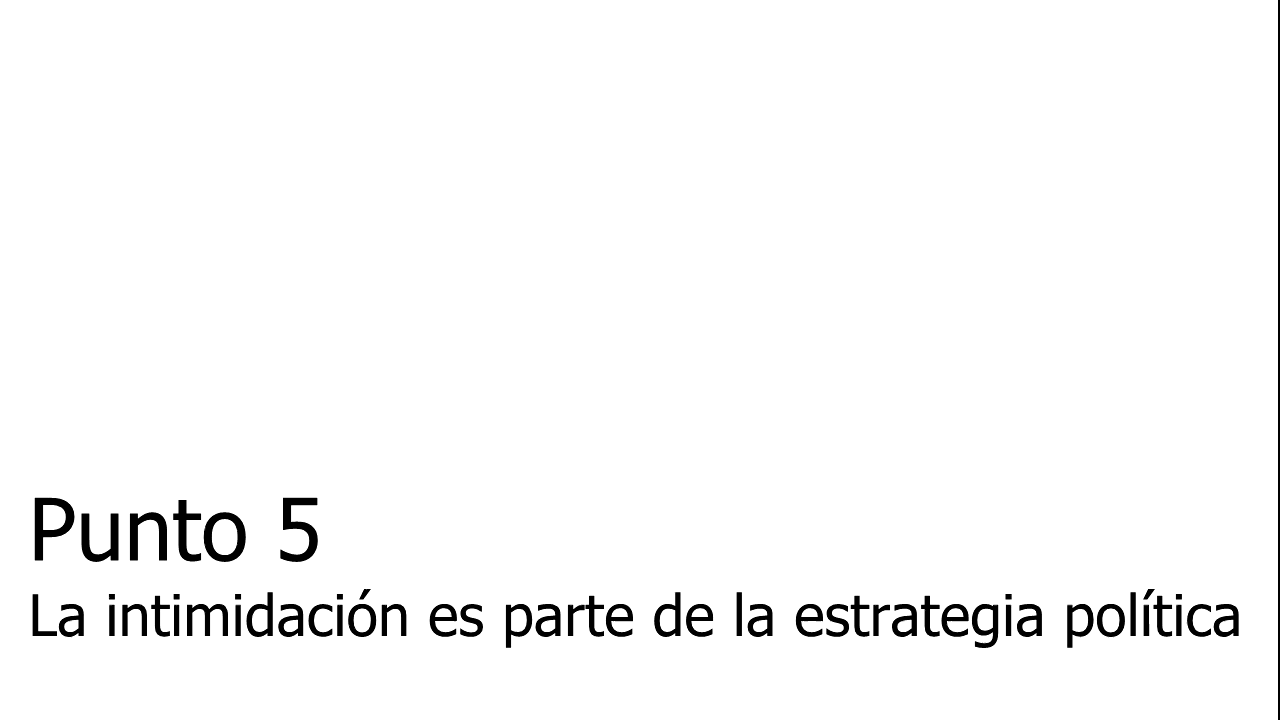 Punto 5
La intimidación es parte de la estrategia política